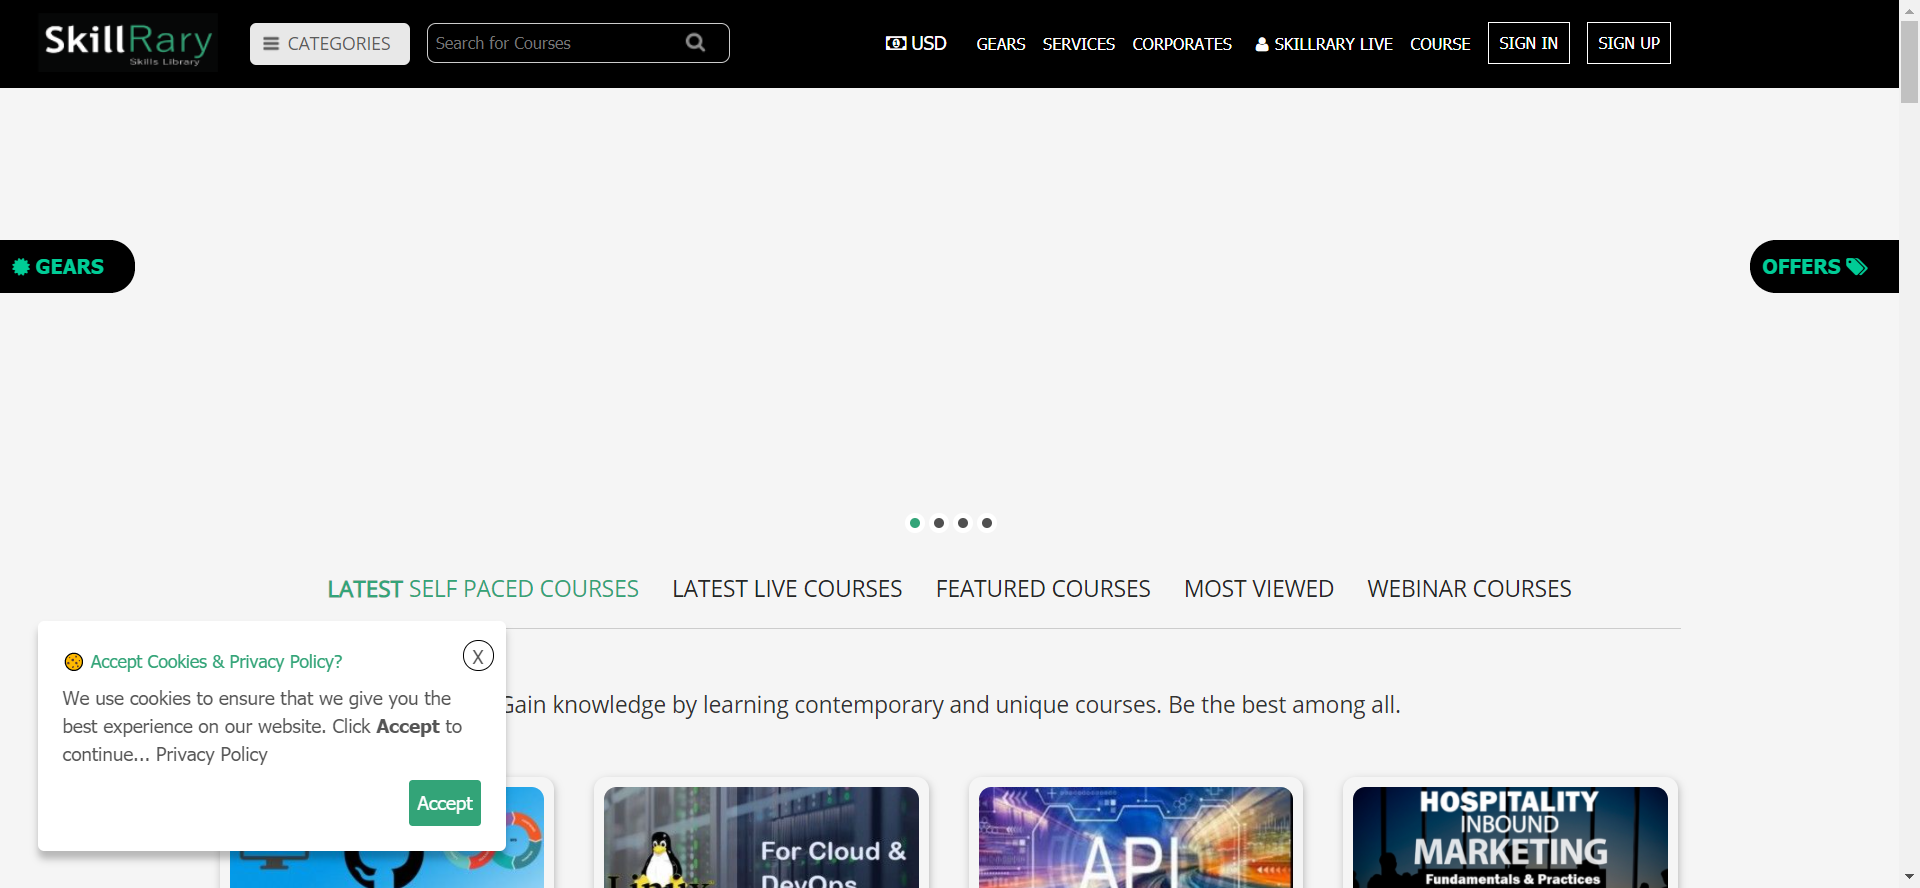 SkillRary
Skills Library
CATEGORIES
Search for Courses
USD
GEARS
SERVICES
CORPORATES
SKILLRARY LIVE
COURSE
SIGN IN
SIGN UP
GEARS
OFFERS
LATEST SELF PACED COURSES
LATEST LIVE COURSES
FEATURED COURSES
MOST VIEWED
WEBINAR COURSES
Accept Cookies & Privacy Policy?
X
We use cookies to ensure that we give you the
best experience on our website. Click Accept to
continue... Privacy Policy
Accept
Gain knowledge by learning contemporary and unique courses. Be the best among all.
Linux
For Cloud &
DevOps
API
HOSPITALITY
INBOUND
MARKETING
Fundamentals & Practices